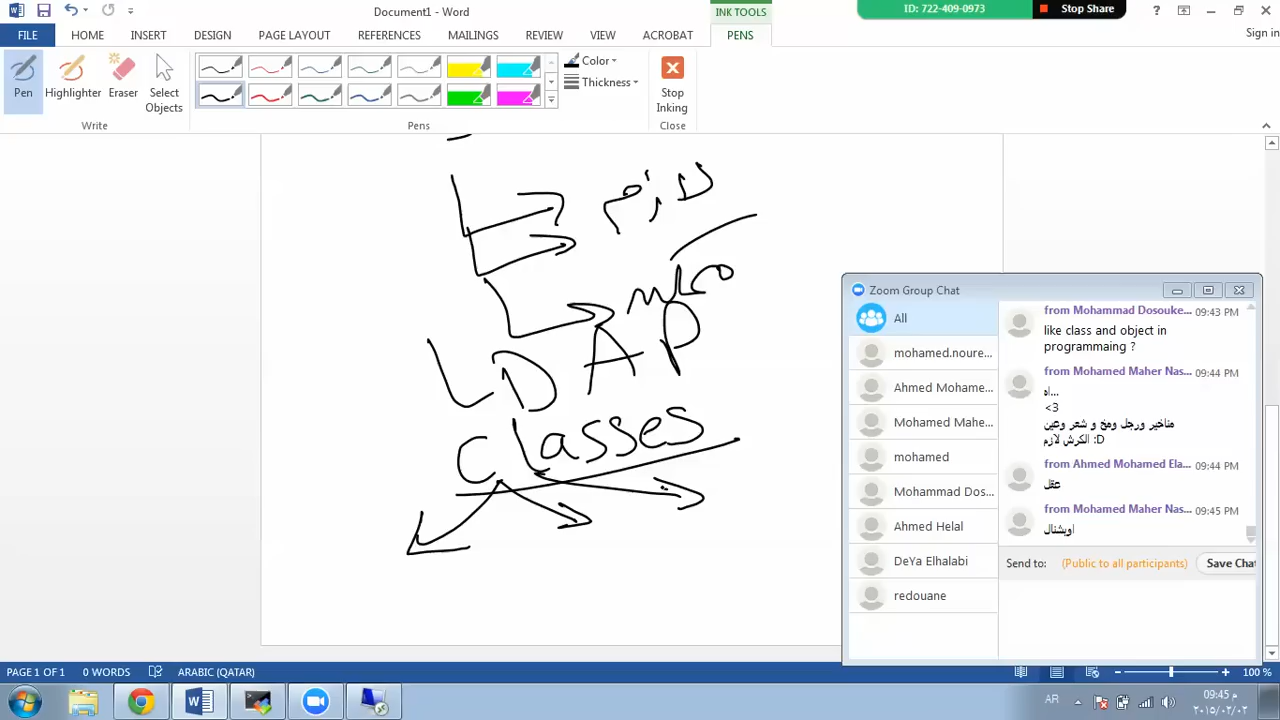 Document1 - Word
INK TOOLS
ID: 722-409-0973
Stop Share
?
FILE
HOME
INSERT
DESIGN
PAGE LAYOUT
REFERENCES
MAILINGS
REVIEW
VIEW
ACROBAT
PENS
Sign in
Pen
Highlighter
Eraser
Select Objects
Color
Thickness
Stop Inking
Write
Pens
Close
لازم
LDAP
classes
Zoom Group Chat
All
mohamed.noure...
Ahmed Mohame...
Mohamed Mahe...
mohamed
Mohammad Dos...
Ahmed Helal
DeYa Elhalabi
redouane
from Mohammad Dosouke... 09:43 PM
like class and object in
programmaing ?
from Mohamed Maher Nas... 09:44 PM
اه...
<3
مناخير ورجل ومخ و شعر وعين
الكرش لازم :D
from Ahmed Mohamed Ela... 09:44 PM
عقل
from Mohamed Maher Nas... 09:45 PM
اوبشنال
Send to: (Public to all participants) Save Chat
PAGE 1 OF 1
0 WORDS
ARABIC (QATAR)
100 %
AR
09:45 م
٢٠١٥/٠٢/٠٢